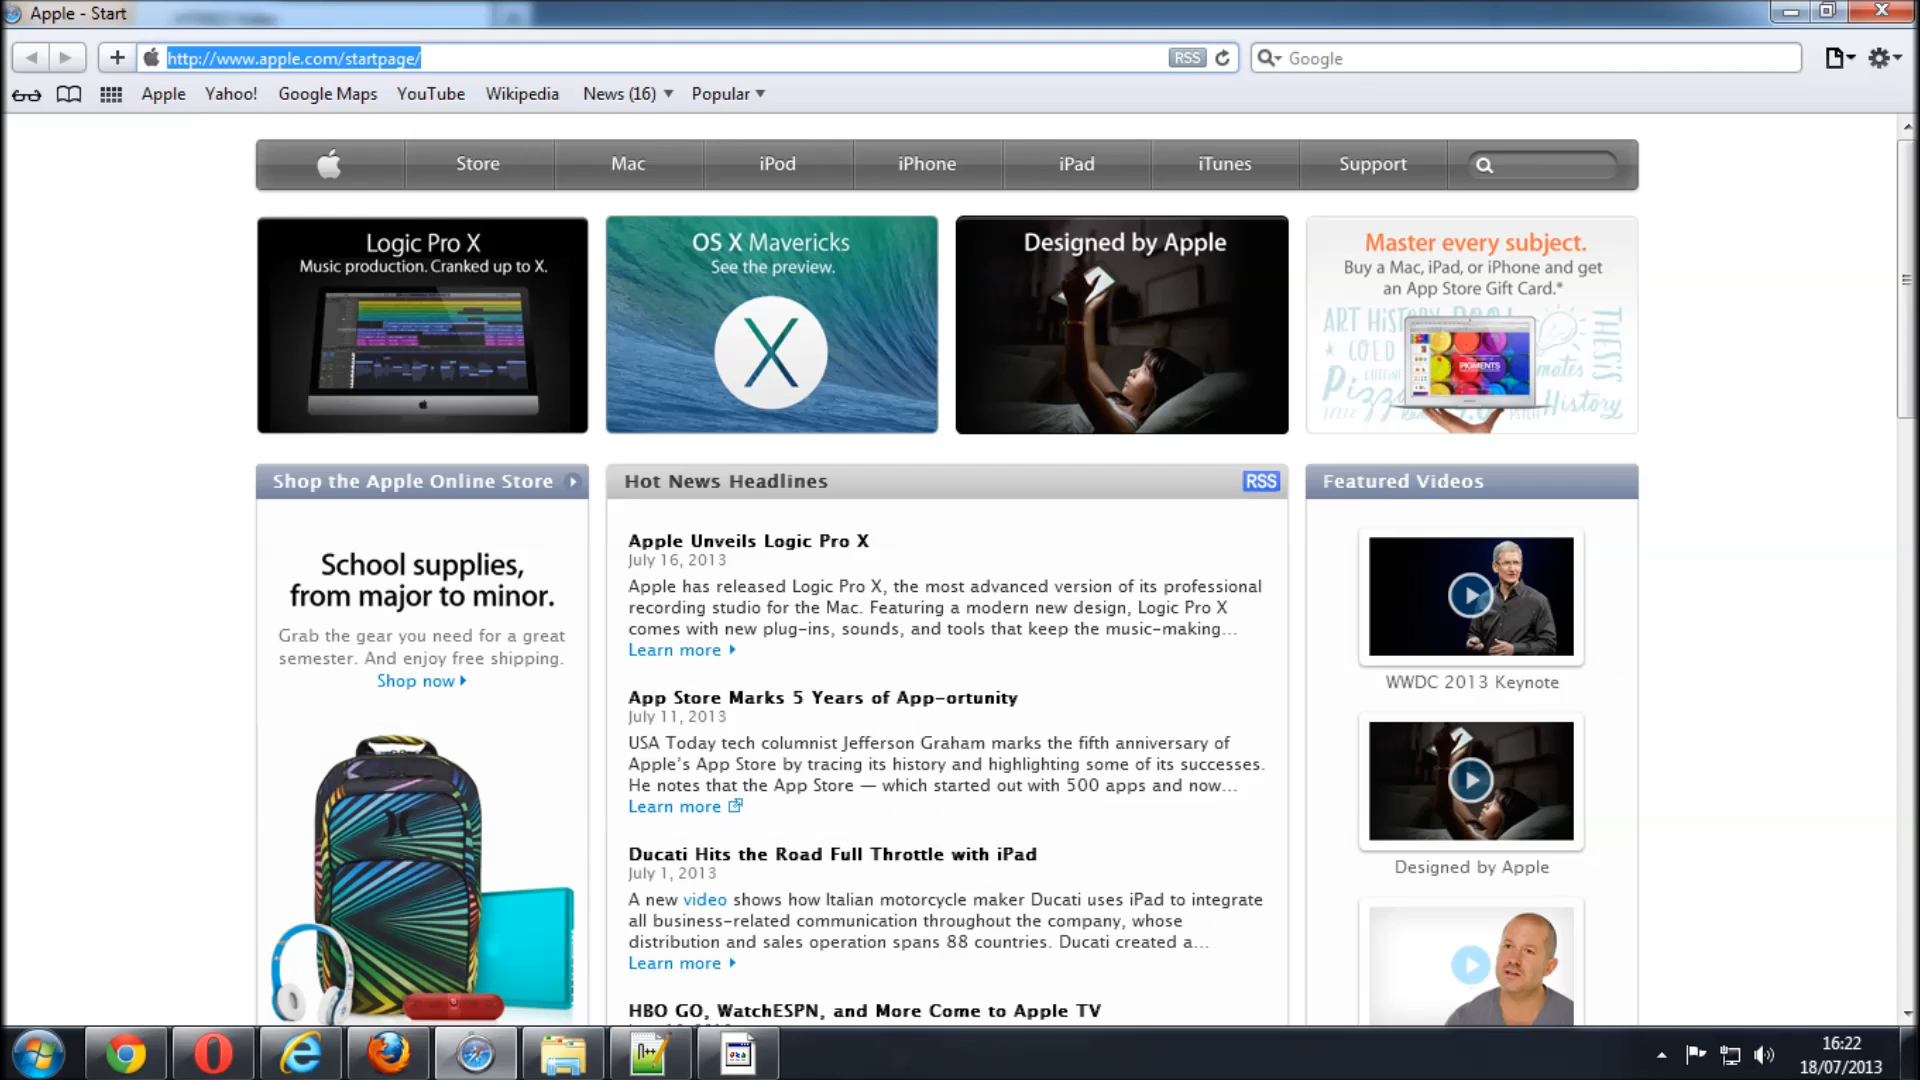 Apple - Start
http://www.apple.com/startpage/
RSS
Google
Apple
Yahoo!
Google Maps
YouTube
Wikipedia
News (16)
Popular
Store
Mac
iPod
iPhone
iPad
iTunes
Support
Logic Pro X
Music production. Cranked up to X.
OS X Mavericks
See the preview.
Designed by Apple
Master every subject.
Buy a Mac, iPad, or iPhone and get
an App Store Gift Card.*
ART HISTORY
THESIS
PIGMENTS
History
Shop the Apple Online Store
School supplies,
from major to minor.
Grab the gear you need for a great
semester. And enjoy free shipping.
Shop now
Hot News Headlines
RSS
Apple Unveils Logic Pro X
July 16, 2013
Apple has released Logic Pro X, the most advanced version of its professional
recording studio for the Mac. Featuring a modern new design, Logic Pro X
comes with new plug-ins, sounds, and tools that keep the music-making...
Learn more
App Store Marks 5 Years of App-ortunity
July 11, 2013
USA Today tech columnist Jefferson Graham marks the fifth anniversary of
Apple's App Store by tracing its history and highlighting some of its successes.
He notes that the App Store — which started out with 500 apps and now...
Learn more
Ducati Hits the Road Full Throttle with iPad
July 1, 2013
A new video shows how Italian motorcycle maker Ducati uses iPad to integrate
all business-related communication throughout the company, whose
distribution and sales operation spans 88 countries. Ducati created a...
Learn more
HBO GO, WatchESPN, and More Come to Apple TV
Featured Videos
WWDC 2013 Keynote
Designed by Apple
16:22
18/07/2013